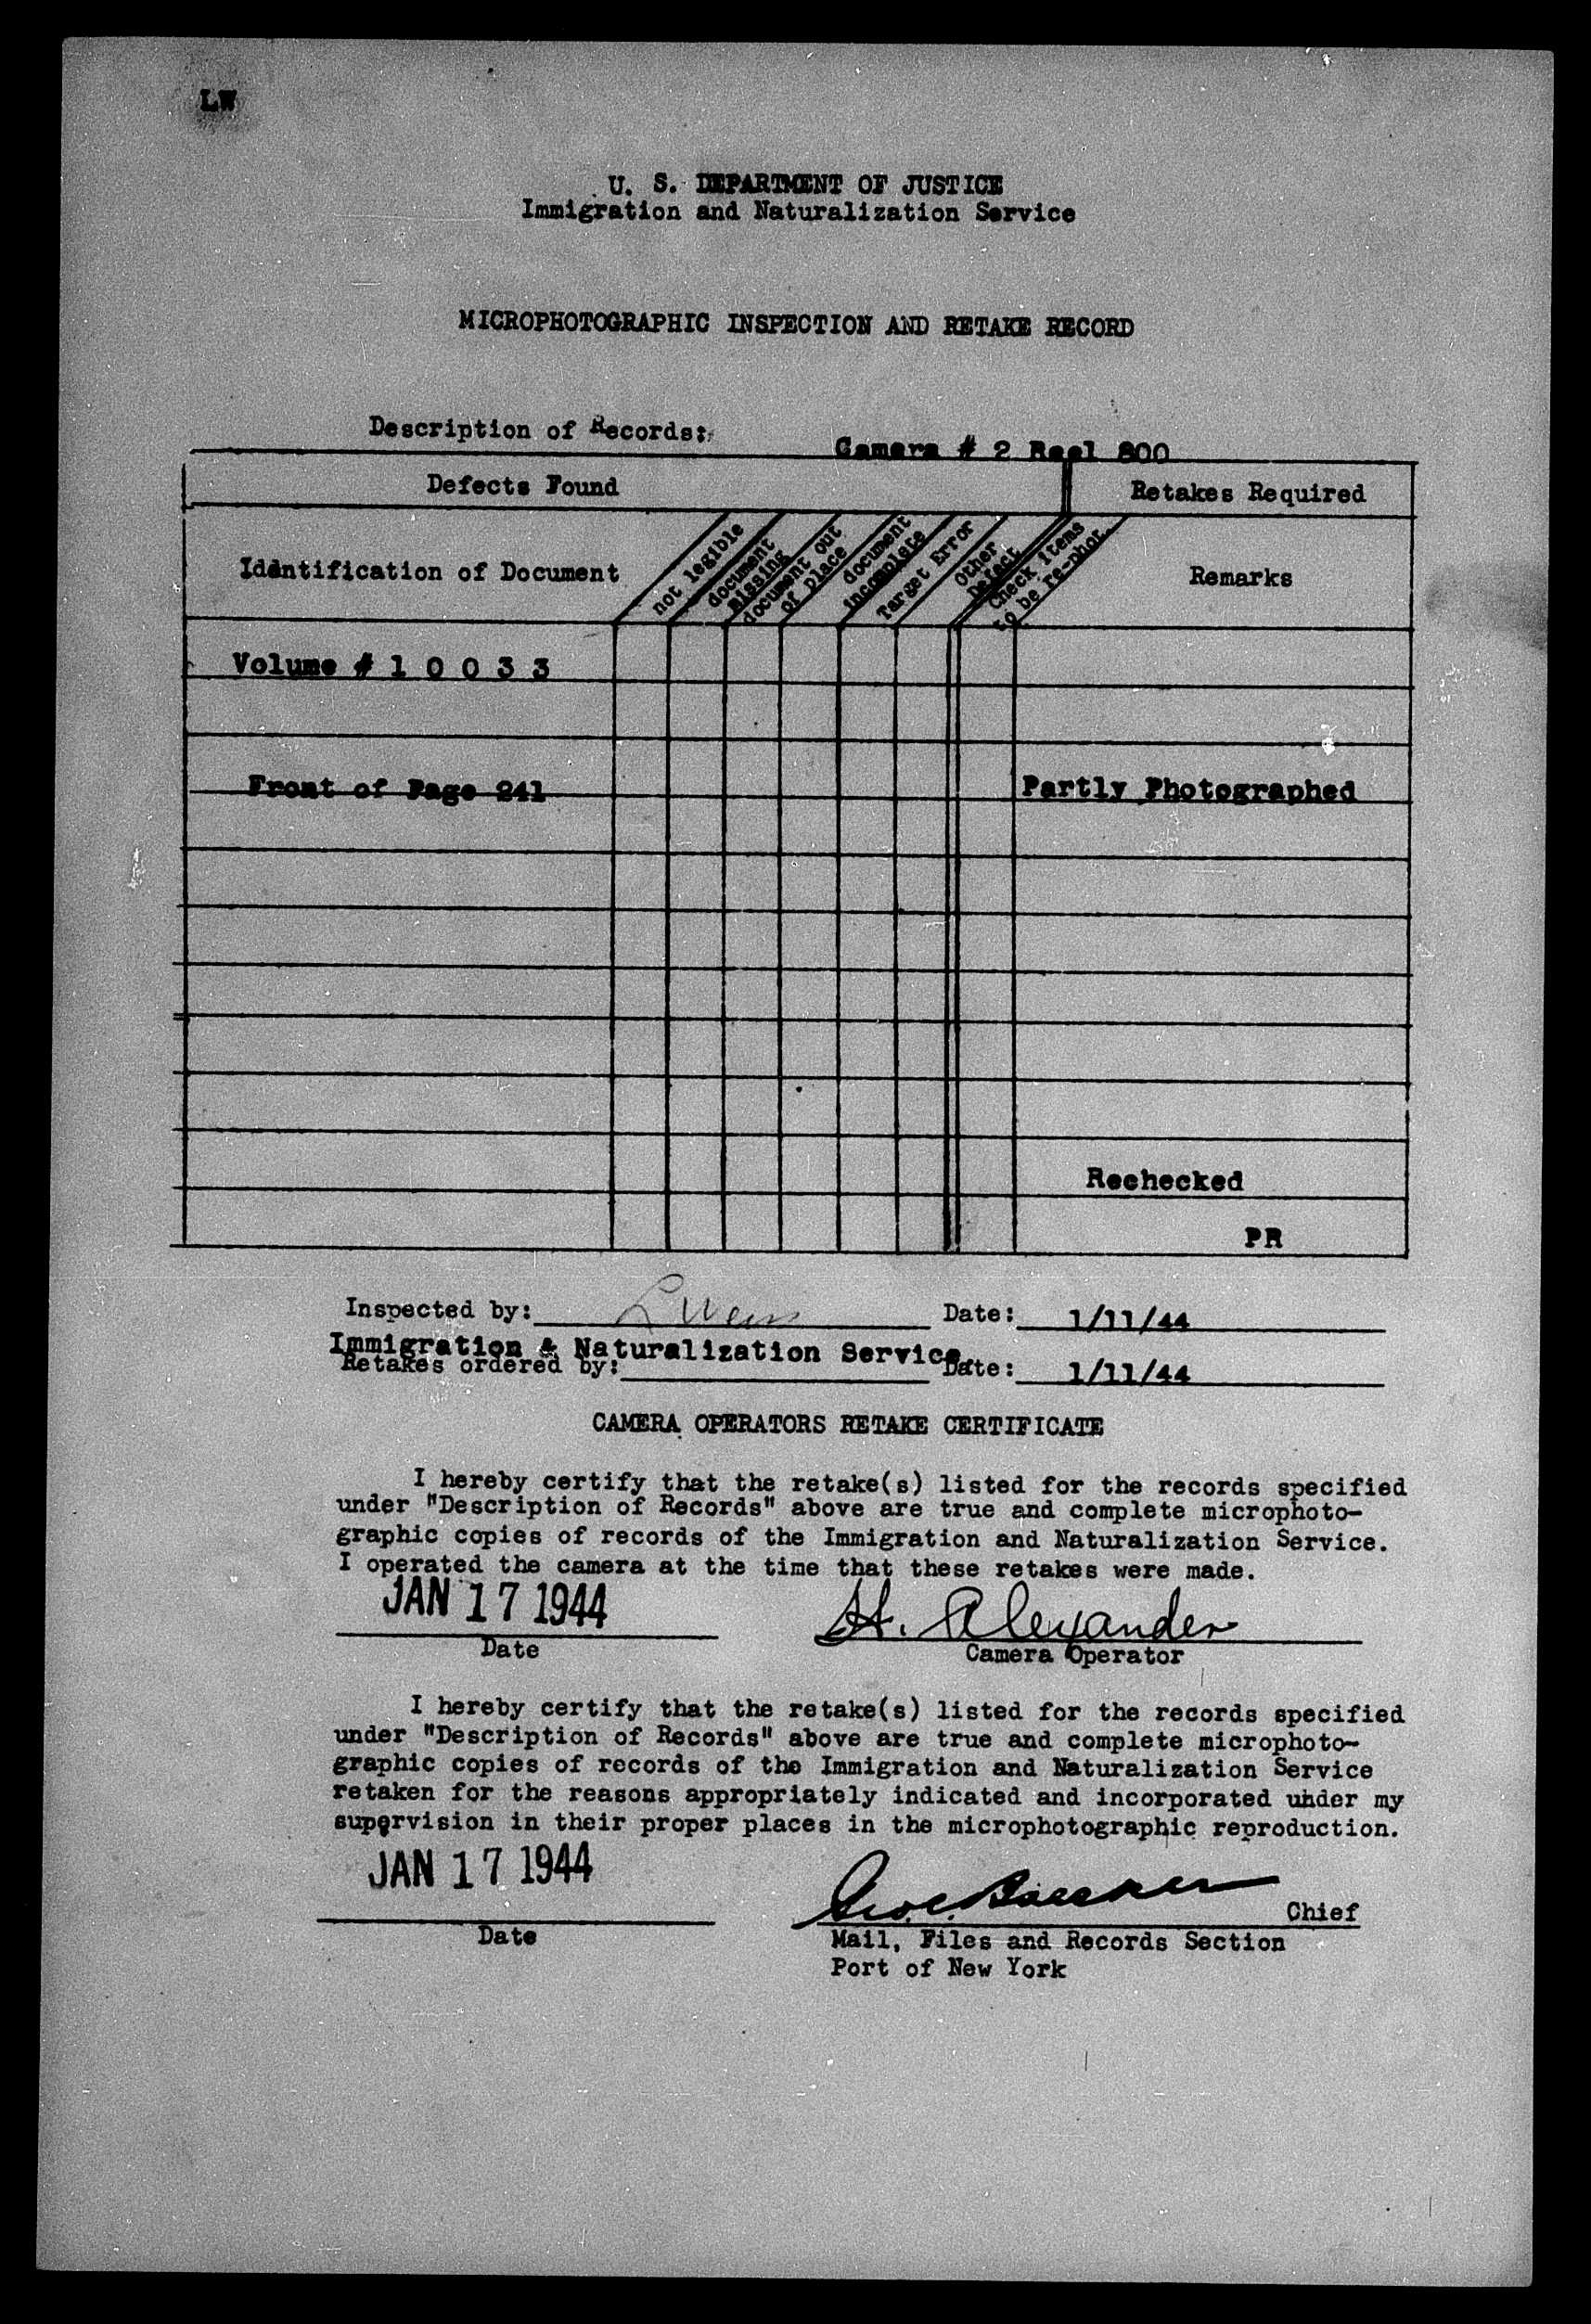 LW
U. S. DEPARTMENT OF JUSTICE
Immigration and Naturalization Service
MICROPHOTOGRAPHIC INSPECTION AND RETAKE RECORD
Description of Records:
Camera # 2 Reel 800
Defects Found
Retakes Required
Identification of Document
not legible
document missing
document out of place
document incomplete
Target Error
Other Defect
Check items to be re-phot.
Remarks
Volume # 1 0 0 3 3
Front of Page 241
Partly Photographed
Rechecked
PR
Inspected by: Date: 1/11/44
Immigration & Naturalization Service
Retakes ordered by: Date: 1/11/44
CAMERA OPERATORS RETAKE CERTIFICATE
I hereby certify that the retake(s) listed for the records specified
under "Description of Records" above are true and complete microphoto-
graphic copies of records of the Immigration and Naturalization Service.
I operated the camera at the time that these retakes were made.
JAN 17 1944
H. Alexander
Date
Camera Operator
I hereby certify that the retake(s) listed for the records specified
under "Description of Records" above are true and complete microphoto-
graphic copies of records of the Immigration and Naturalization Service
retaken for the reasons appropriately indicated and incorporated under my
supervision in their proper places in the microphotographic reproduction.
JAN 17 1944
Chief
Date
Mail, Files and Records Section
Port of New York